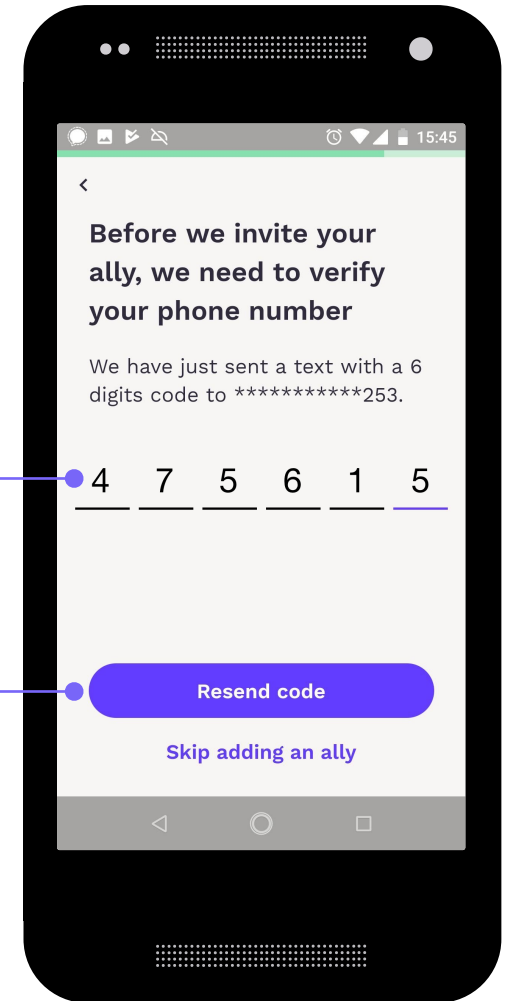 15:45
Before we invite your
ally, we need to verify
your phone number
We have just sent a text with a 6
digits code to ***********253.
4 7 5 6 1 5
Resend code
Skip adding an ally